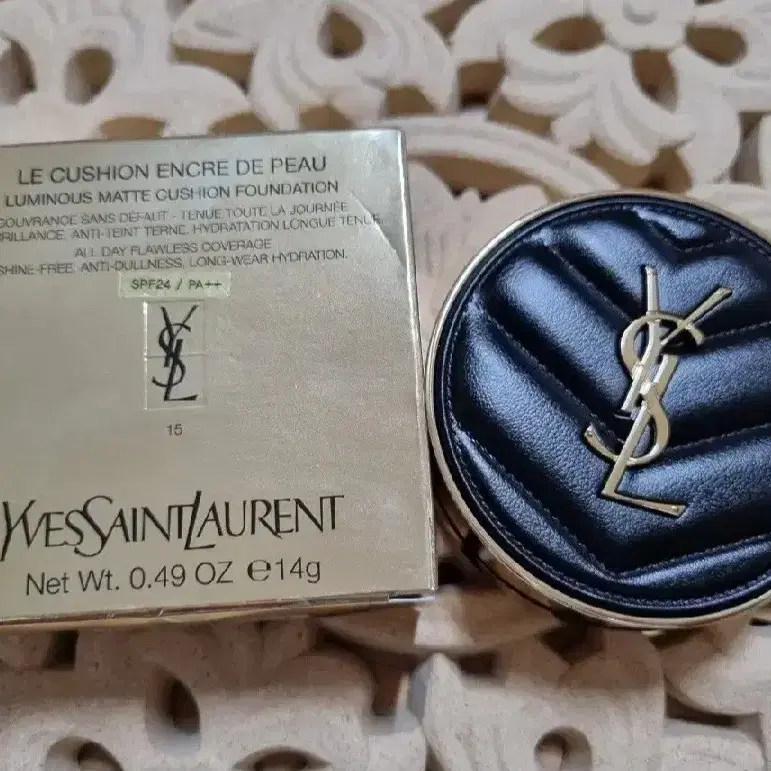 LE CUSHION ENCRE DE PEAU
LUMINOUS MATTE CUSHION FOUNDATION
COUVRANCE SANS DÉFAUT - TENUE TOUTE LA JOURNÉE
BRILLANCE, ANTI-TEINT TERNE, HYDRATATION LONGUE TENUE
ALL DAY FLAWLESS COVERAGE
SHINE-FREE, ANTI-DULLNESS, LONG-WEAR HYDRATION.
SPF24 / PA++
YSL
15
YVESSAINTLAURENT
Net Wt. 0.49 OZ ℮14g
YSL